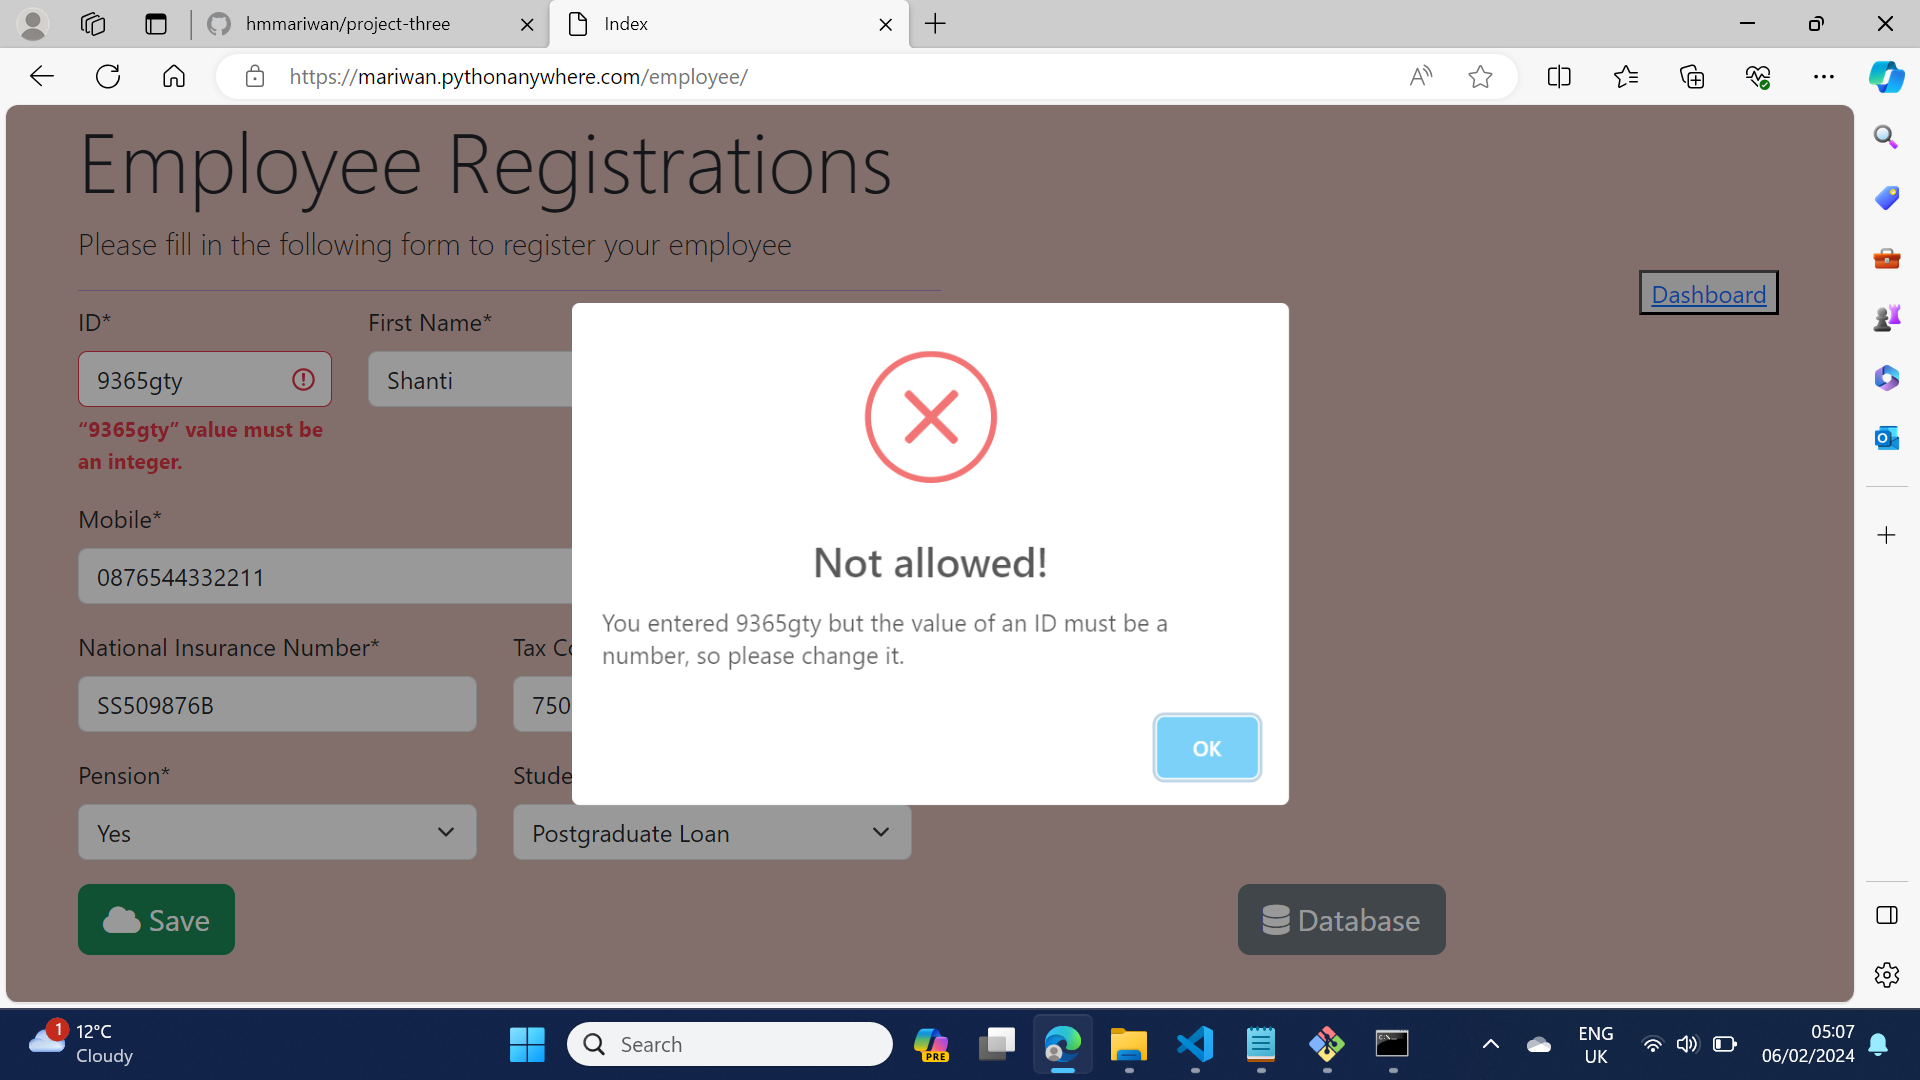 hmmariwan/project-three
Index
https://mariwan.pythonanywhere.com/employee/
Employee Registrations
Please fill in the following form to register your employee
Dashboard
ID*
First Name*
9365gty
Shanti
“9365gty” value must be
an integer.
Mobile*
0876544332211
National Insurance Number*
Tax Co
SS509876B
750
Pension*
Stude
Yes
Postgraduate Loan
Save
Database
Not allowed!
You entered 9365gty but the value of an ID must be a
number, so please change it.
OK
1
12°C
Cloudy
Search
PRE
ENG
UK
05:07
06/02/2024